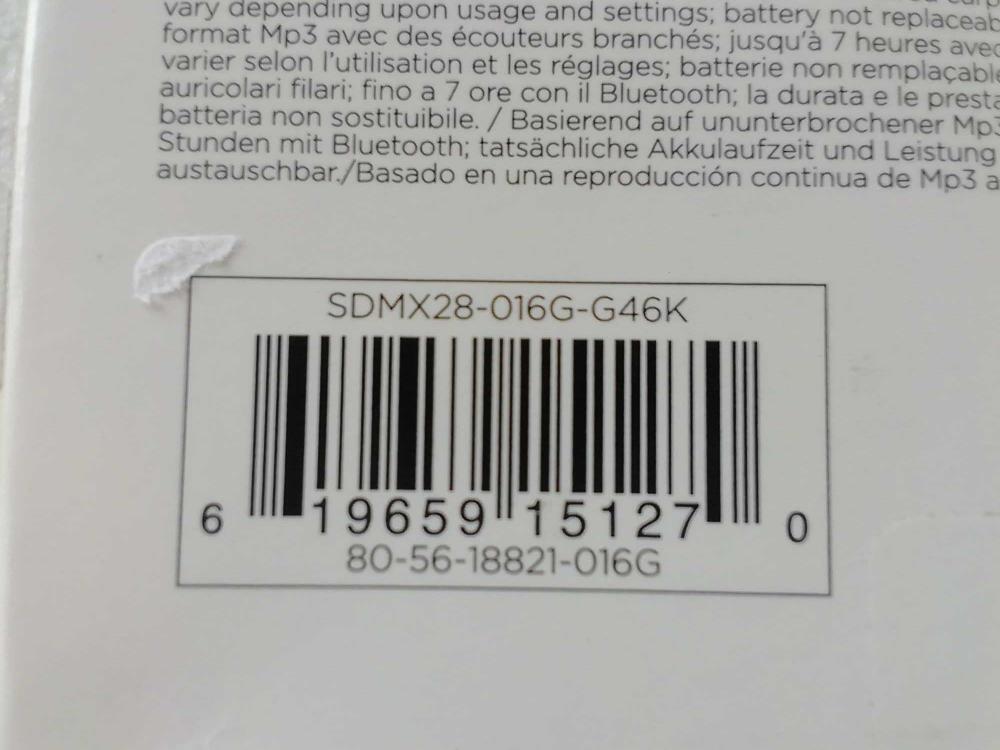 vary depending upon usage and settings; battery not
format Mp3 avec des écouteurs branchés; jusqu'à 7 heures avec
varier selon l'utilisation et les réglages; batterie non remplaçable
auricolari filari; fino a 7 ore con il Bluetooth; la durata e le
batteria non sostituibile. / Basierend auf ununterbrochener Mp3
Stunden mit Bluetooth; tatsächliche Akkulaufzeit und Leistung
austauschbar./Basado en una reproducción continua de Mp3 a
SDMX28-016G-G46K
6 19659 15127 0
80-56-18821-016G